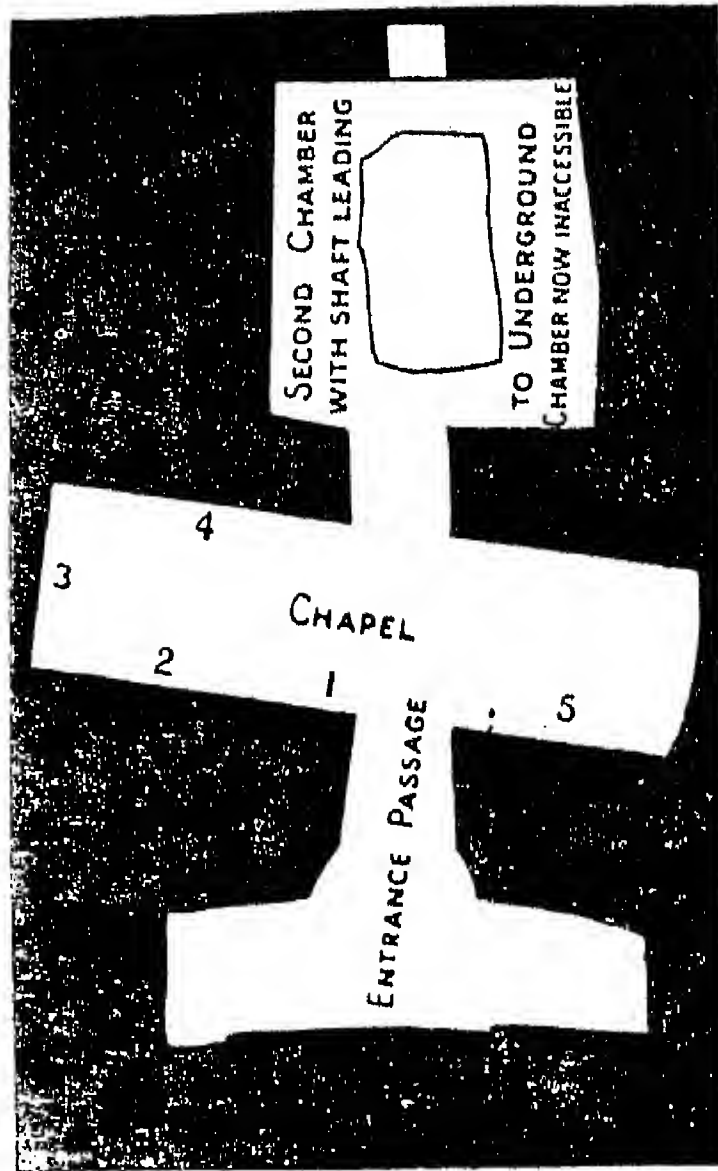 SECOND CHAMBER
WITH SHAFT LEADING
TO UNDERGROUND
CHAMBER NOW INACCESSIBLE
4
3
CHAPEL
2
1
5
ENTRANCE PASSAGE